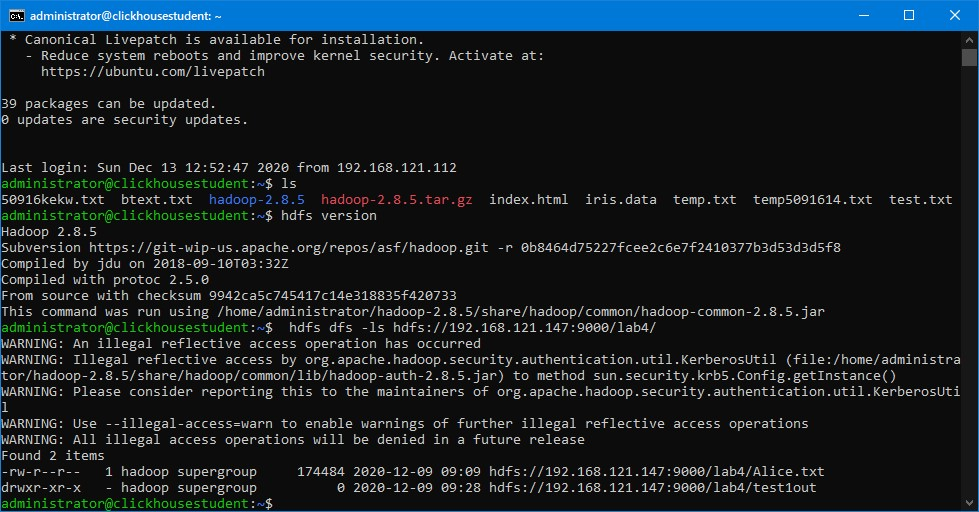 administrator@clickhousestudent: ~
* Canonical Livepatch is available for installation.
- Reduce system reboots and improve kernel security. Activate at:
https://ubuntu.com/livepatch
39 packages can be updated.
0 updates are security updates.
Last login: Sun Dec 13 12:52:47 2020 from 192.168.121.112
administrator@clickhousestudent:~$ ls
50916kekw.txt  btext.txt  hadoop-2.8.5  hadoop-2.8.5.tar.gz  index.html  iris.data  temp.txt  temp5091614.txt  test.txt
administrator@clickhousestudent:~$ hdfs version
Hadoop 2.8.5
Subversion https://git-wip-us.apache.org/repos/asf/hadoop.git -r 0b8464d75227fcee2c6e7f2410377b3d53d3d5f8
Compiled by jdu on 2018-09-10T03:32Z
Compiled with protoc 2.5.0
From source with checksum 9942ca5c745417c14e318835f420733
This command was run using /home/administrator/hadoop-2.8.5/share/hadoop/common/hadoop-common-2.8.5.jar
administrator@clickhousestudent:~$  hdfs dfs -ls hdfs://192.168.121.147:9000/lab4/
WARNING: An illegal reflective access operation has occurred
WARNING: Illegal reflective access by org.apache.hadoop.security.authentication.util.KerberosUtil (file:/home/administra
tor/hadoop-2.8.5/share/hadoop/common/lib/hadoop-auth-2.8.5.jar) to method sun.security.krb5.Config.getInstance()
WARNING: Please consider reporting this to the maintainers of org.apache.hadoop.security.authentication.util.KerberosUti
l
WARNING: Use --illegal-access=warn to enable warnings of further illegal reflective access operations
WARNING: All illegal access operations will be denied in a future release
Found 2 items
-rw-r--r--   1 hadoop supergroup     174484 2020-12-09 09:09 hdfs://192.168.121.147:9000/lab4/Alice.txt
drwxr-xr-x   - hadoop supergroup          0 2020-12-09 09:28 hdfs://192.168.121.147:9000/lab4/test1out
administrator@clickhousestudent:~$